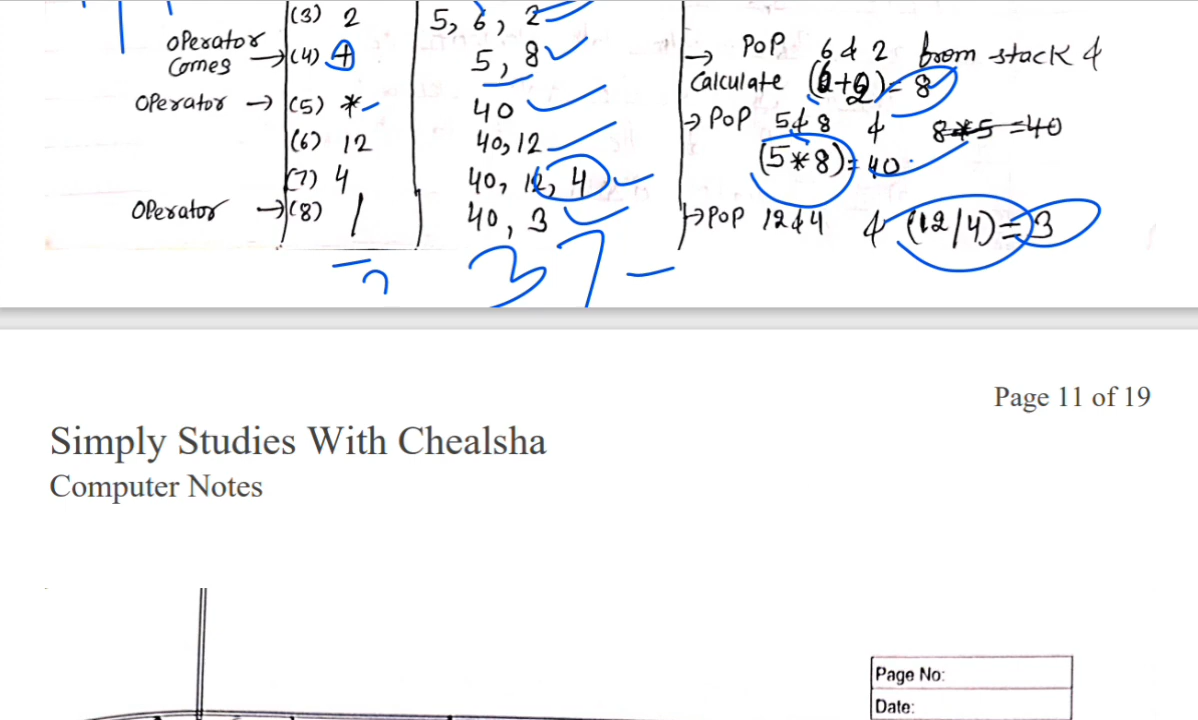 (3) 2 5, 6, 2
operator comes → (4) + 5, 8 → POP 6 & 2 from stack &
Calculate (6+2) = 8
Operator → (5) * 40 → POP 5 & 8 & 8*5 = 40
(6) 12 40, 12 (5*8) = 40
(7) 4 40, 12, 4
Operator → (8) / 40, 3 → POP 12 & 4 & (12/4) = 3
37 -
Page 11 of 19
Simply Studies With Chealsha
Computer Notes
Page No:
Date: